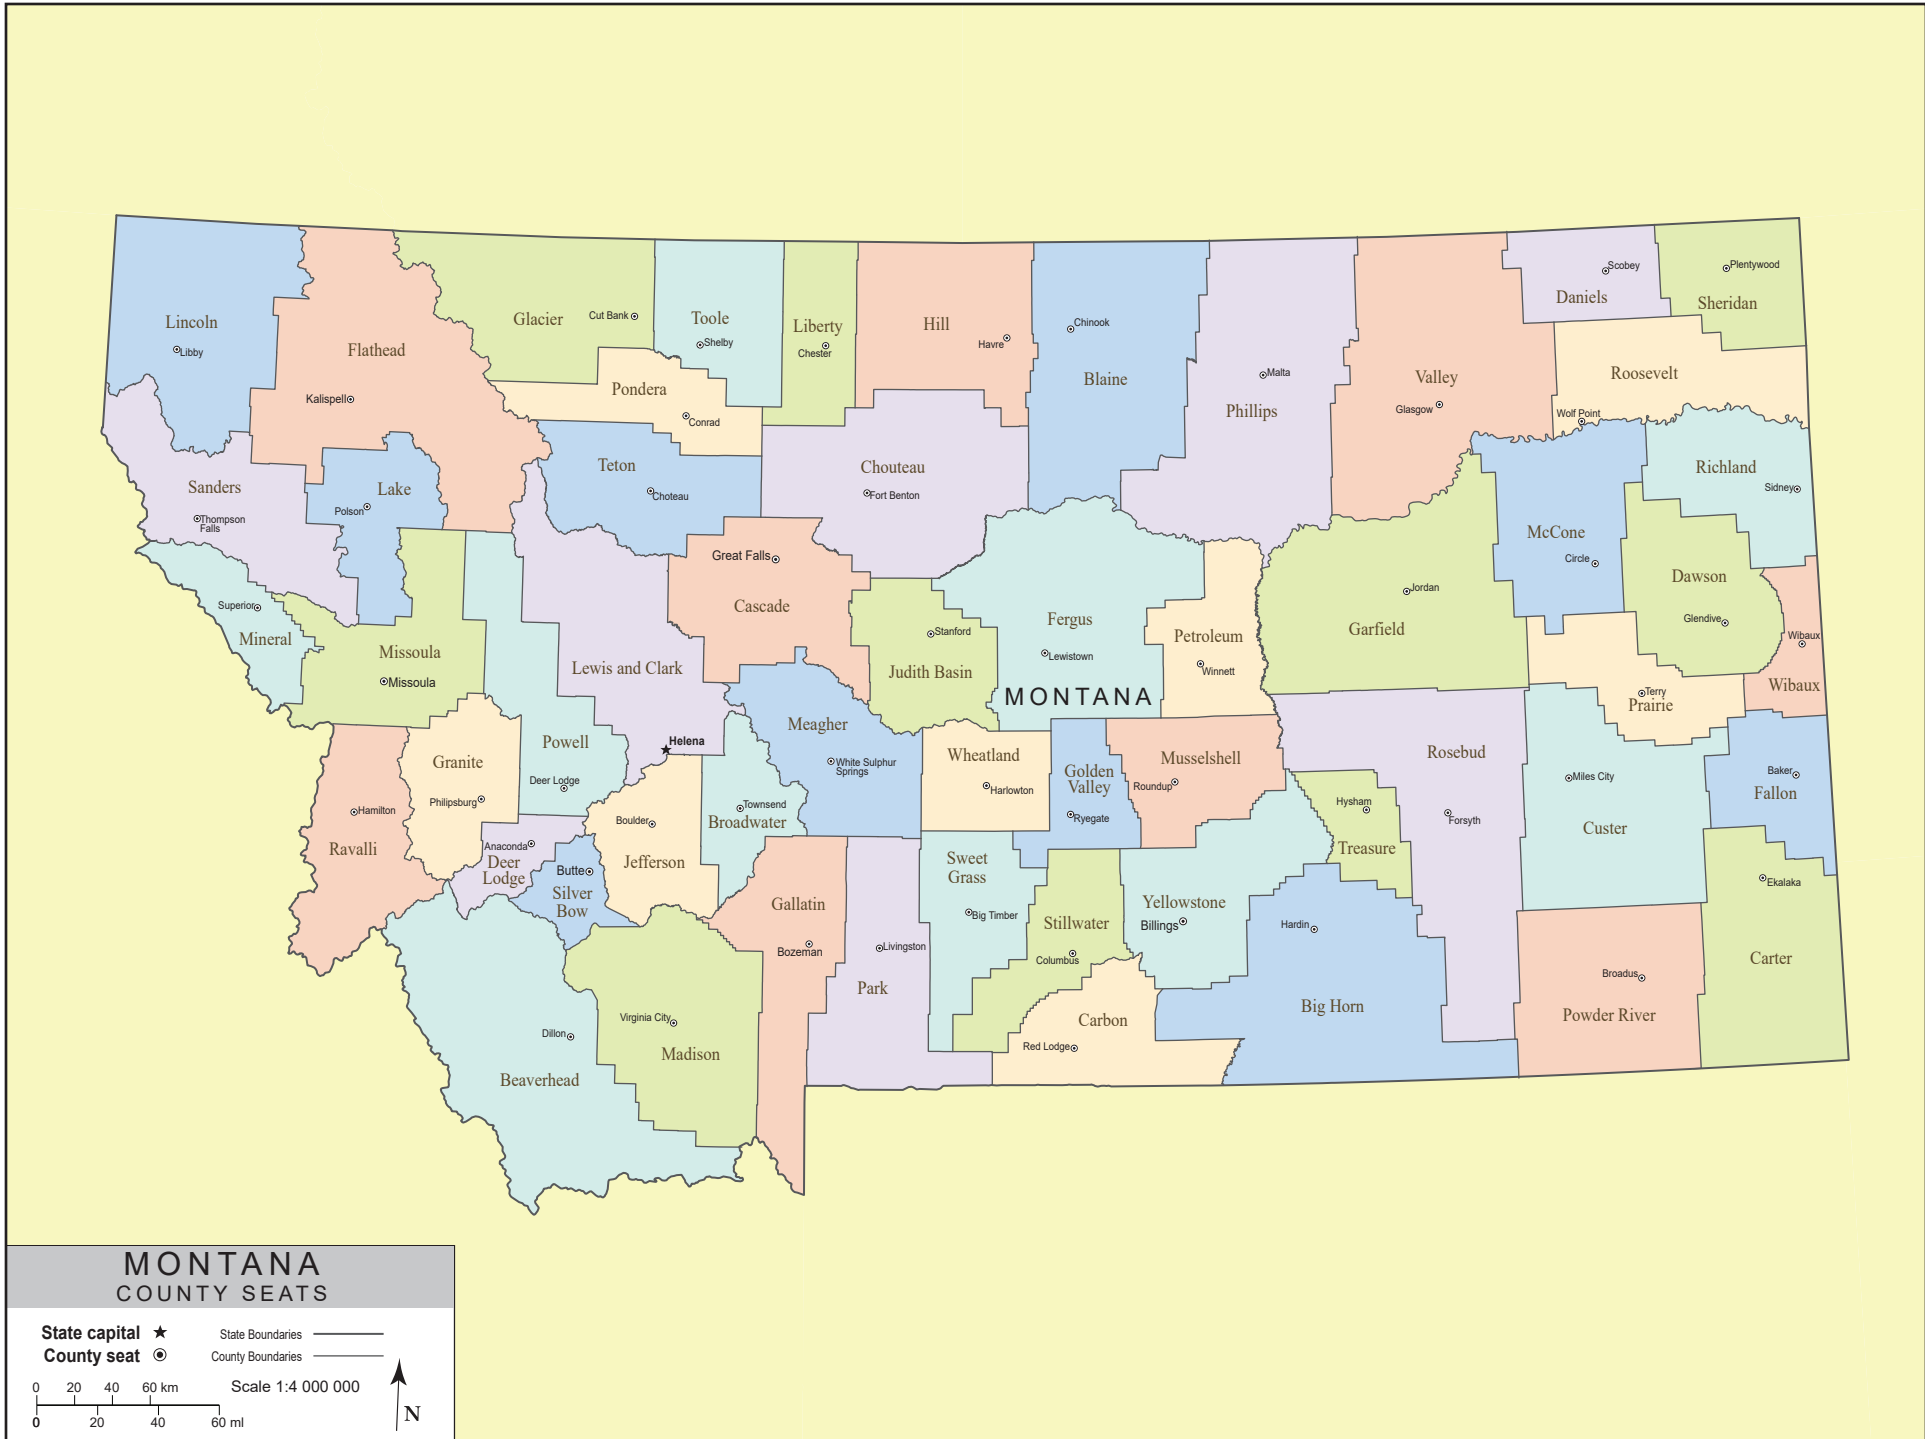 Scobey
Plentywood
Daniels
Sheridan
Lincoln
Libby
Flathead
Kalispell
Glacier
Cut Bank
Toole
Shelby
Liberty
Chester
Hill
Havre
Chinook
Blaine
Malta
Phillips
Valley
Glasgow
Roosevelt
Wolf Point
Pondera
Conrad
Teton
Choteau
Chouteau
Fort Benton
Sanders
Thompson
Falls
Lake
Polson
Richland
Sidney
McCone
Circle
Dawson
Glendive
Great Falls
Cascade
Jordan
Garfield
Superior
Mineral
Missoula
Missoula
Lewis and Clark
Stanford
Judith Basin
Fergus
Lewistown
Petroleum
Winnett
MONTANA
Wibaux
Wibaux
Terry
Prairie
Helena
Powell
Deer Lodge
Granite
Philipsburg
Meagher
White Sulphur
Springs
Wheatland
Harlowton
Golden
Valley
Ryegate
Musselshell
Roundup
Rosebud
Forsyth
Hysham
Treasure
Miles City
Custer
Baker
Fallon
Hamilton
Ravalli
Anaconda
Deer
Lodge
Butte
Silver
Bow
Boulder
Jefferson
Townsend
Broadwater
Gallatin
Bozeman
Livingston
Park
Sweet
Grass
Big Timber
Stillwater
Columbus
Yellowstone
Billings
Hardin
Big Horn
Ekalaka
Carter
Broadus
Powder River
Carbon
Red Lodge
Virginia City
Madison
Dillon
Beaverhead
MONTANA
COUNTY SEATS
State capital
State Boundaries
County seat
County Boundaries
0 20 40 60 km
Scale 1:4 000 000
0 20 40 60 ml
N